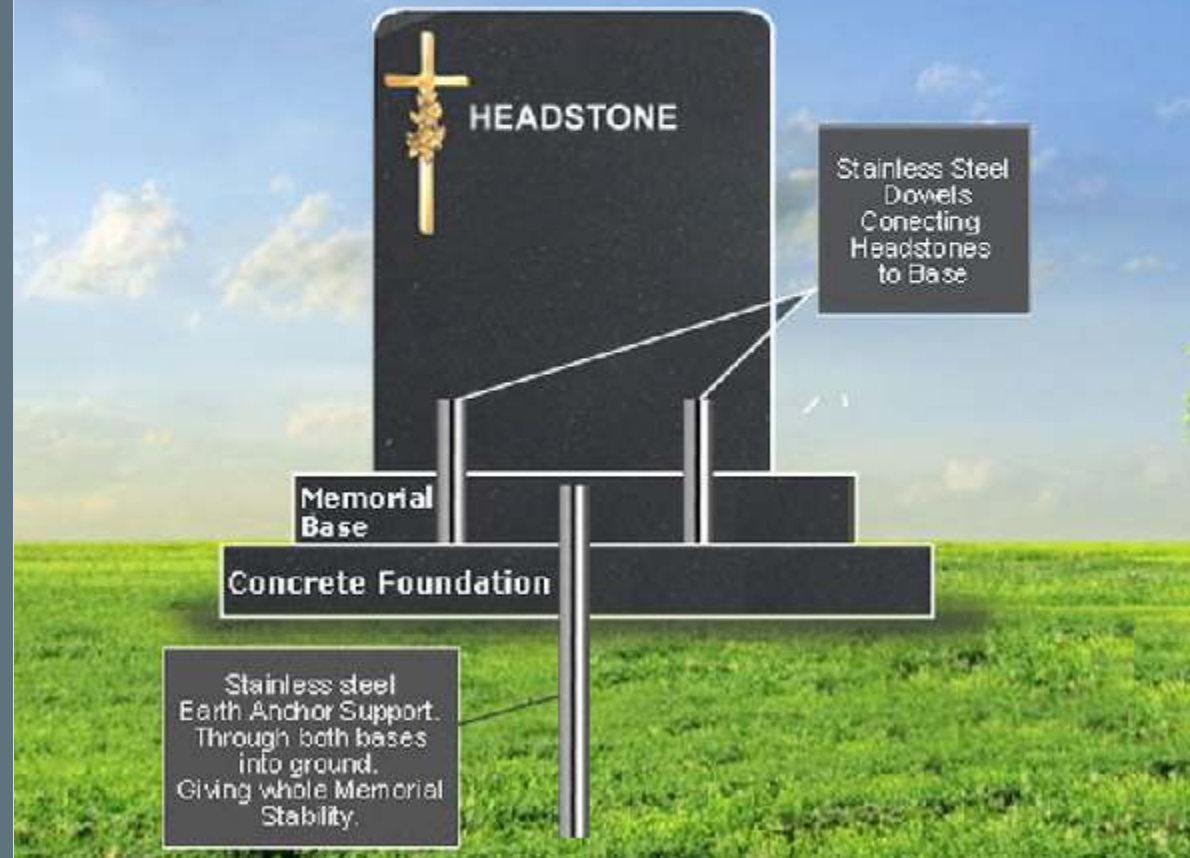 HEADSTONE
Stainless Steel
Dowels
Conecting
Headstones
to Base
Memorial
Base
Concrete Foundation
Stainless steel
Earth Anchor Support.
Through both bases
into ground.
Giving whole Memorial
Stability.